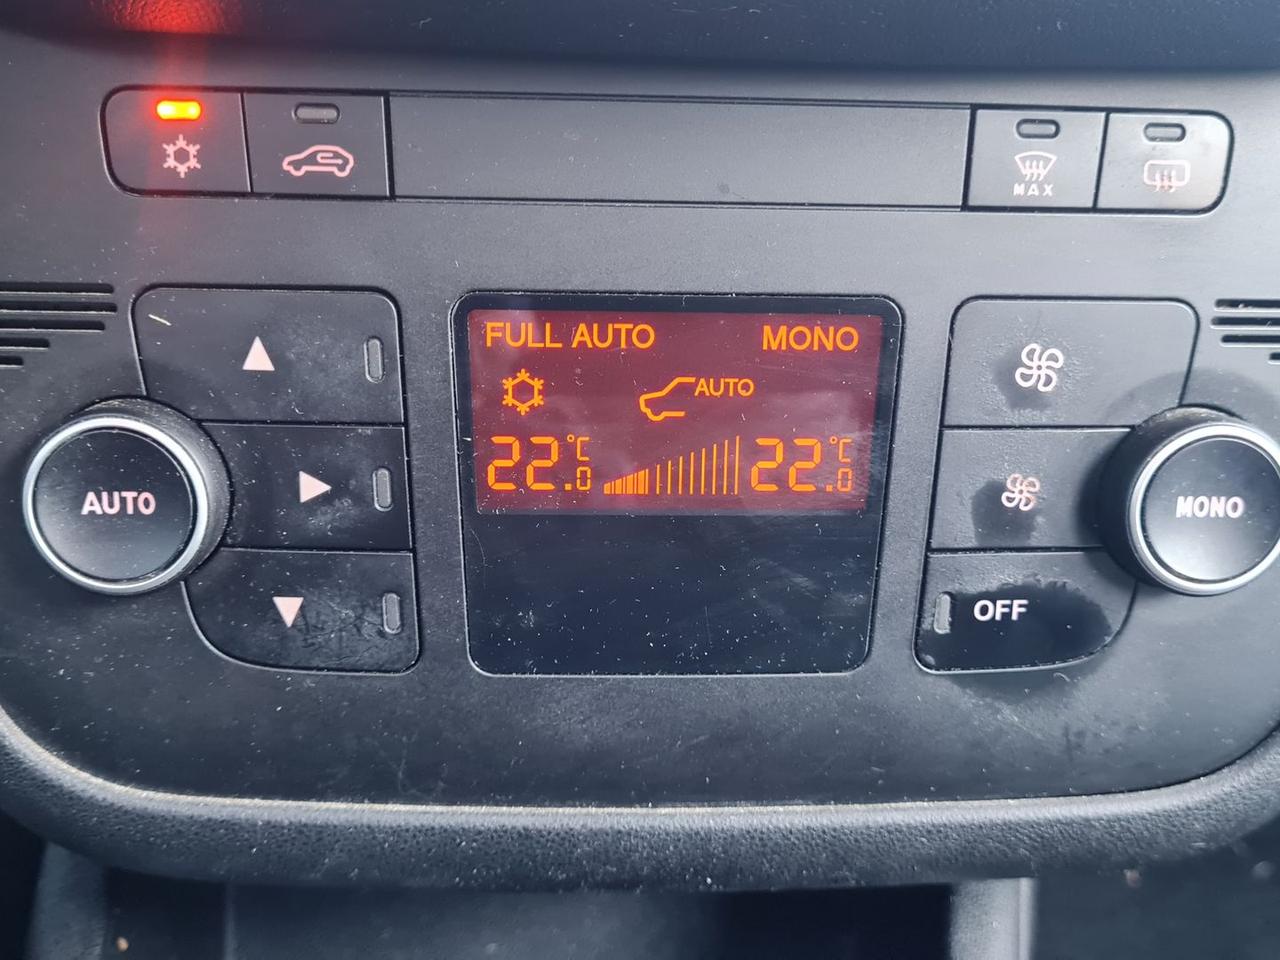 MAX
FULL AUTO MONO
AUTO
22.0°C 22.0°C
AUTO
MONO
OFF